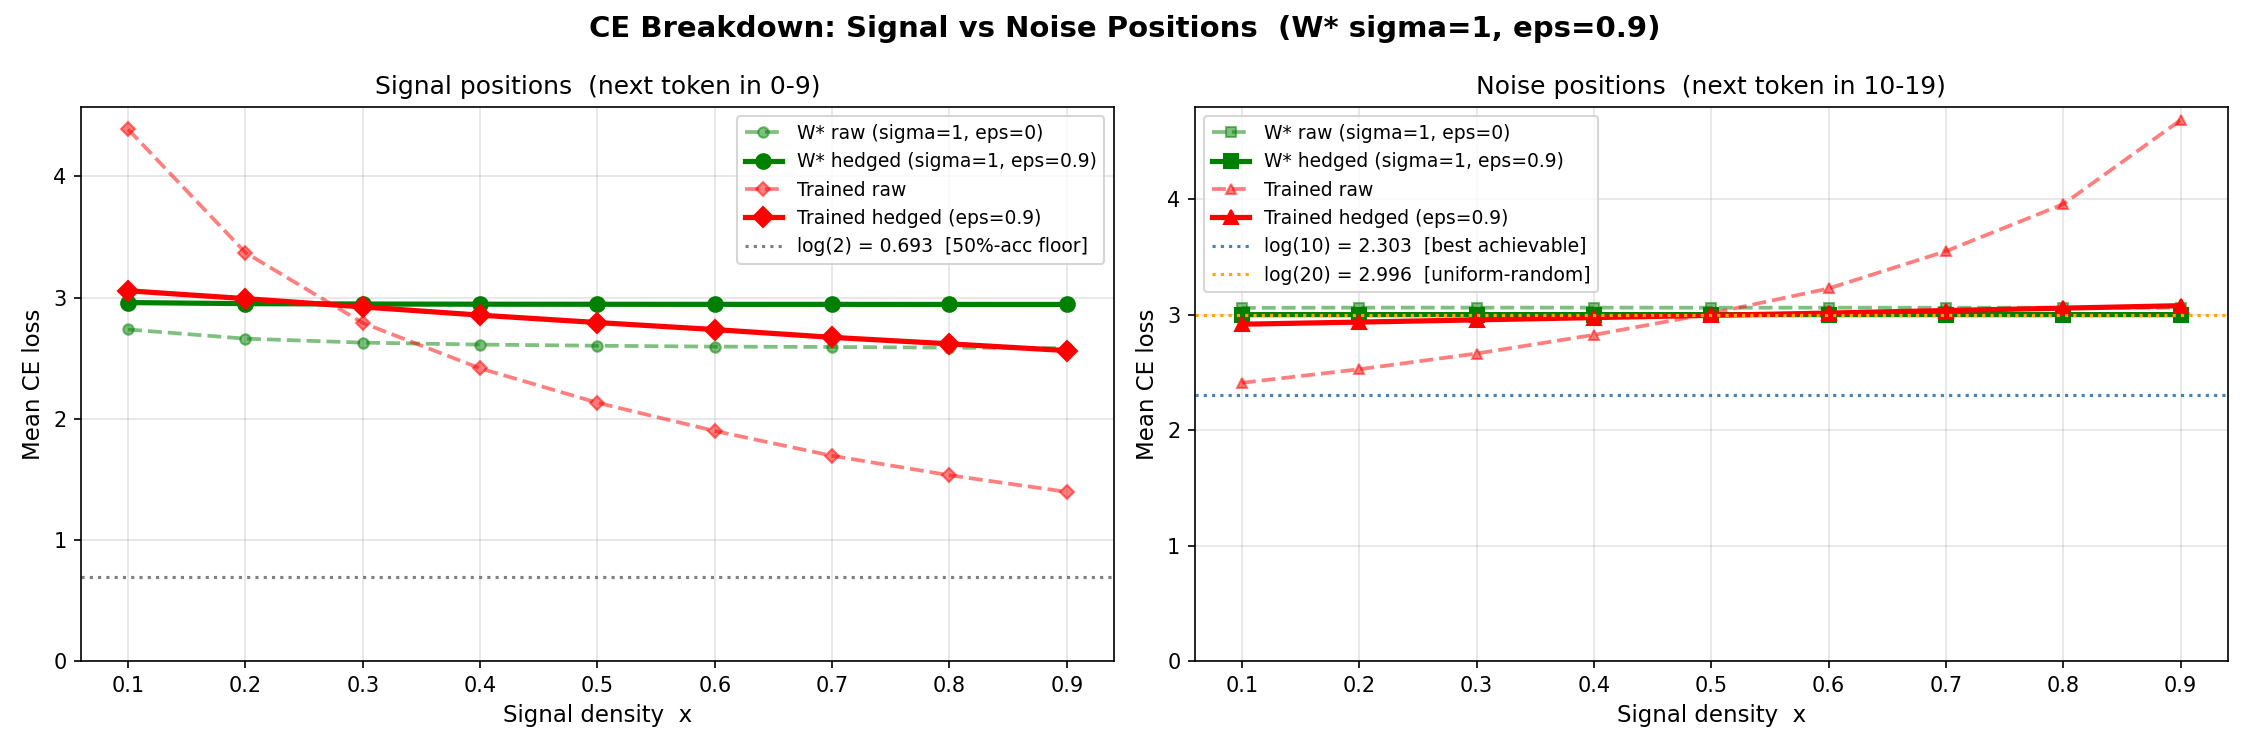 CE Breakdown: Signal vs Noise Positions  (W* sigma=1, eps=0.9)
Signal positions  (next token in 0-9)
W* raw (sigma=1, eps=0)
W* hedged (sigma=1, eps=0.9)
Trained raw
Trained hedged (eps=0.9)
log(2) = 0.693  [50%-acc floor]
Mean CE loss
4
3
2
1
0
0.1 0.2 0.3 0.4 0.5 0.6 0.7 0.8 0.9
Signal density  x
Noise positions  (next token in 10-19)
W* raw (sigma=1, eps=0)
W* hedged (sigma=1, eps=0.9)
Trained raw
Trained hedged (eps=0.9)
log(10) = 2.303  [best achievable]
log(20) = 2.996  [uniform-random]
Mean CE loss
4
3
2
1
0
0.1 0.2 0.3 0.4 0.5 0.6 0.7 0.8 0.9
Signal density  x